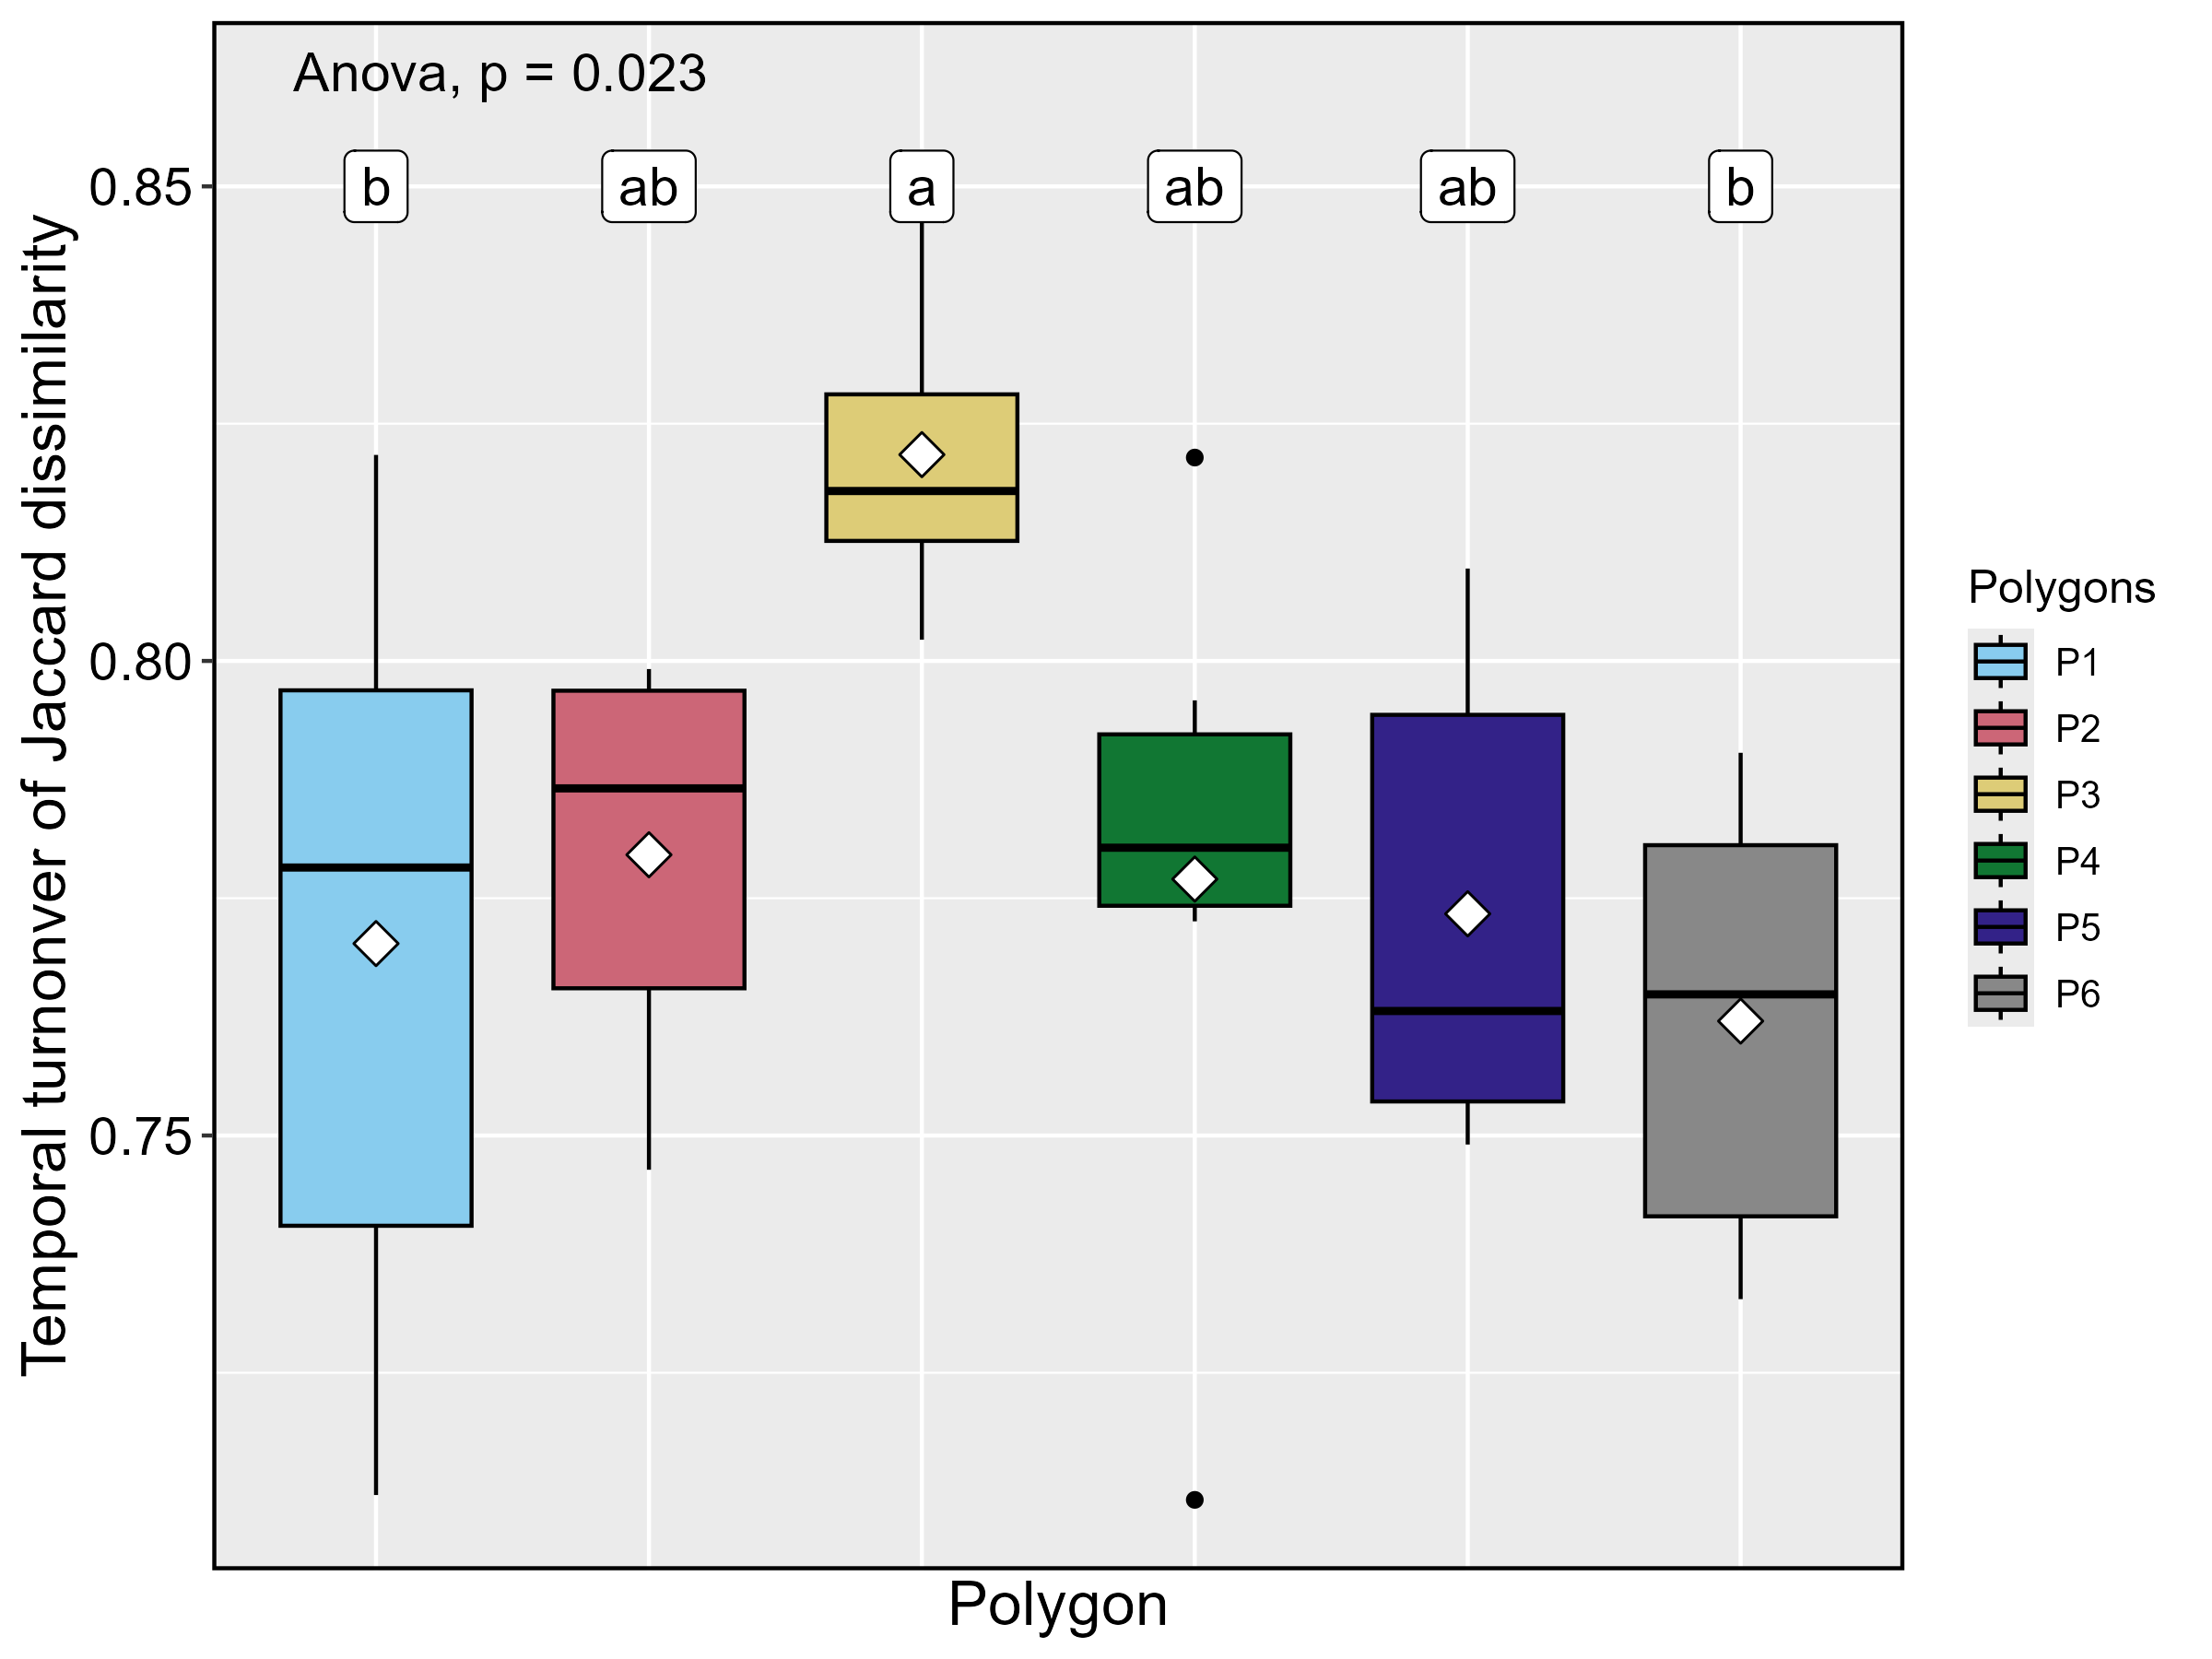 Anova, p = 0.023
b ab a ab ab b
0.85
0.80
0.75
Temporal turnonver of Jaccard dissimilarity
Polygon
Polygons
P1
P2
P3
P4
P5
P6